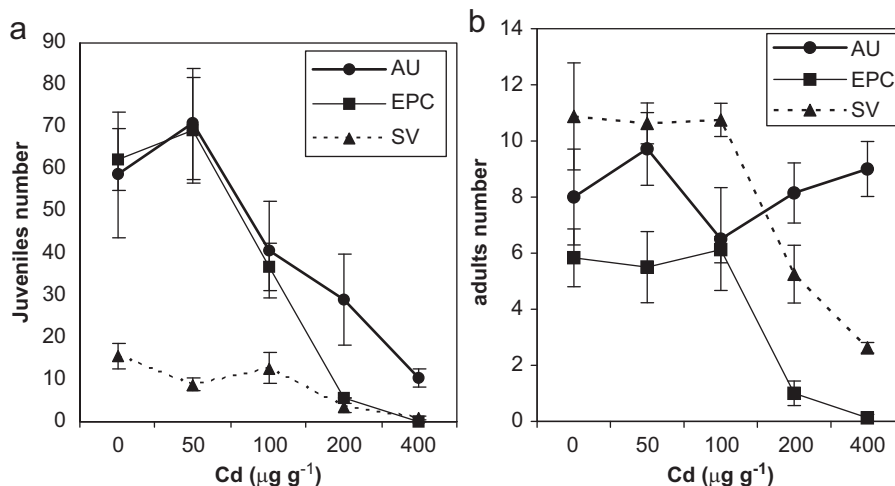 a
90
80
70
60
50
40
30
20
10
0
Juveniles number
AU
EPC
SV
0 50 100 200 400
Cd (μg g-1)
b
14
12
10
8
6
4
2
0
adults number
AU
EPC
SV
0 50 100 200 400
Cd (μg g-1)